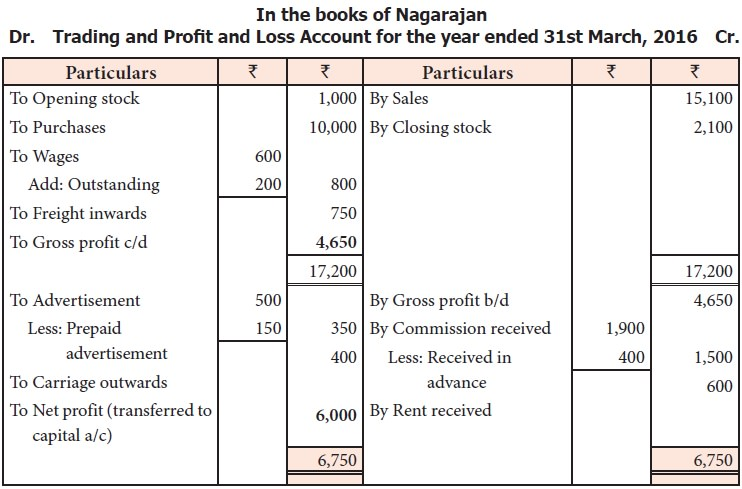 In the books of Nagarajan
Dr. Trading and Profit and Loss Account for the year ended 31st March, 2016 Cr.
Particulars ₹ ₹ Particulars ₹ ₹
To Opening stock 1,000 By Sales 15,100
To Purchases 10,000 By Closing stock 2,100
To Wages 600
Add: Outstanding 200 800
To Freight inwards 750
To Gross profit c/d 4,650
17,200 17,200
To Advertisement 500 By Gross profit b/d 4,650
Less: Prepaid 150 350 By Commission received 1,900
advertisement 400 Less: Received in 400 1,500
To Carriage outwards advance 600
To Net profit (transferred to 6,000 By Rent received
capital a/c)
6,750 6,750